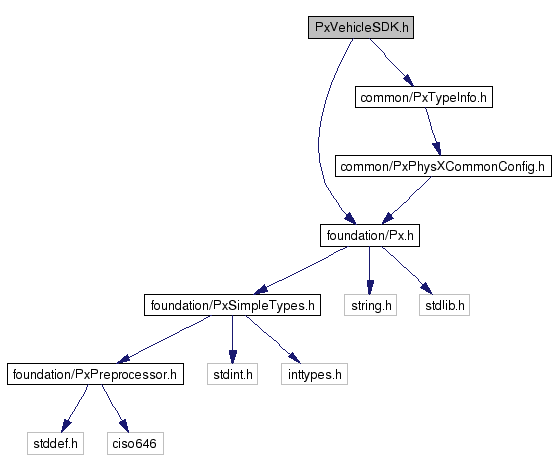 PxVehicleSDK.h
common/PxTypeInfo.h
common/PxPhysXCommonConfig.h
foundation/Px.h
foundation/PxSimpleTypes.h
string.h
stdlib.h
foundation/PxPreprocessor.h
stdint.h
inttypes.h
stddef.h
ciso646